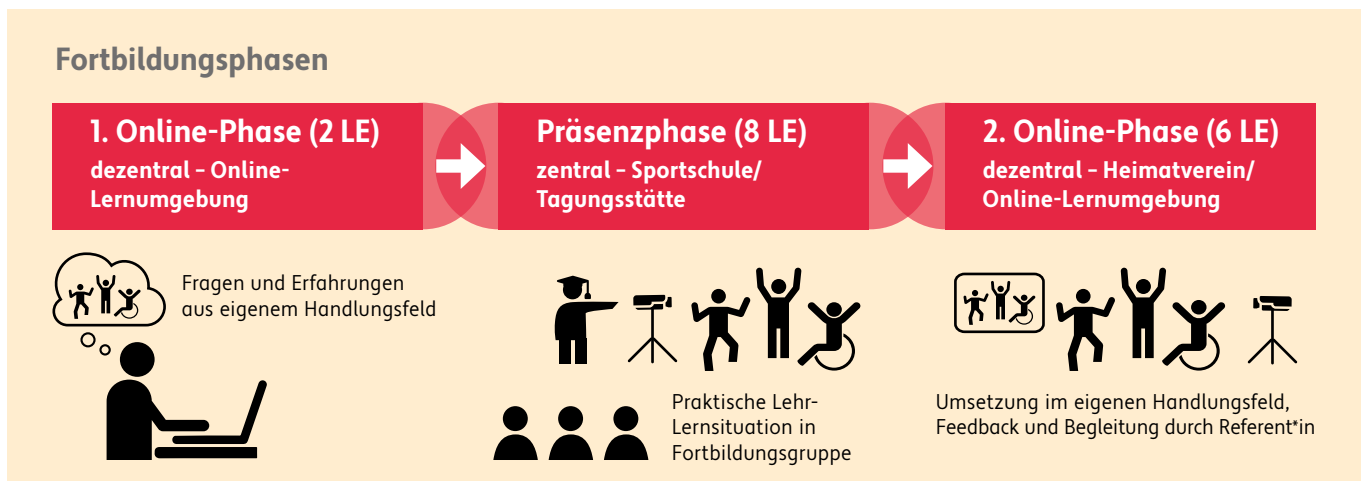 Fortbildungsphasen
1. Online-Phase (2 LE)
dezentral – Online-
Lernumgebung
Präsenzphase (8 LE)
zentral – Sportschule/
Tagungsstätte
2. Online-Phase (6 LE)
dezentral – Heimatverein/
Online-Lernumgebung
Fragen und Erfahrungen
aus eigenem Handlungsfeld
Praktische Lehr-
Lernsituation in
Fortbildungsgruppe
Umsetzung im eigenen Handlungsfeld,
Feedback und Begleitung durch Referent*in